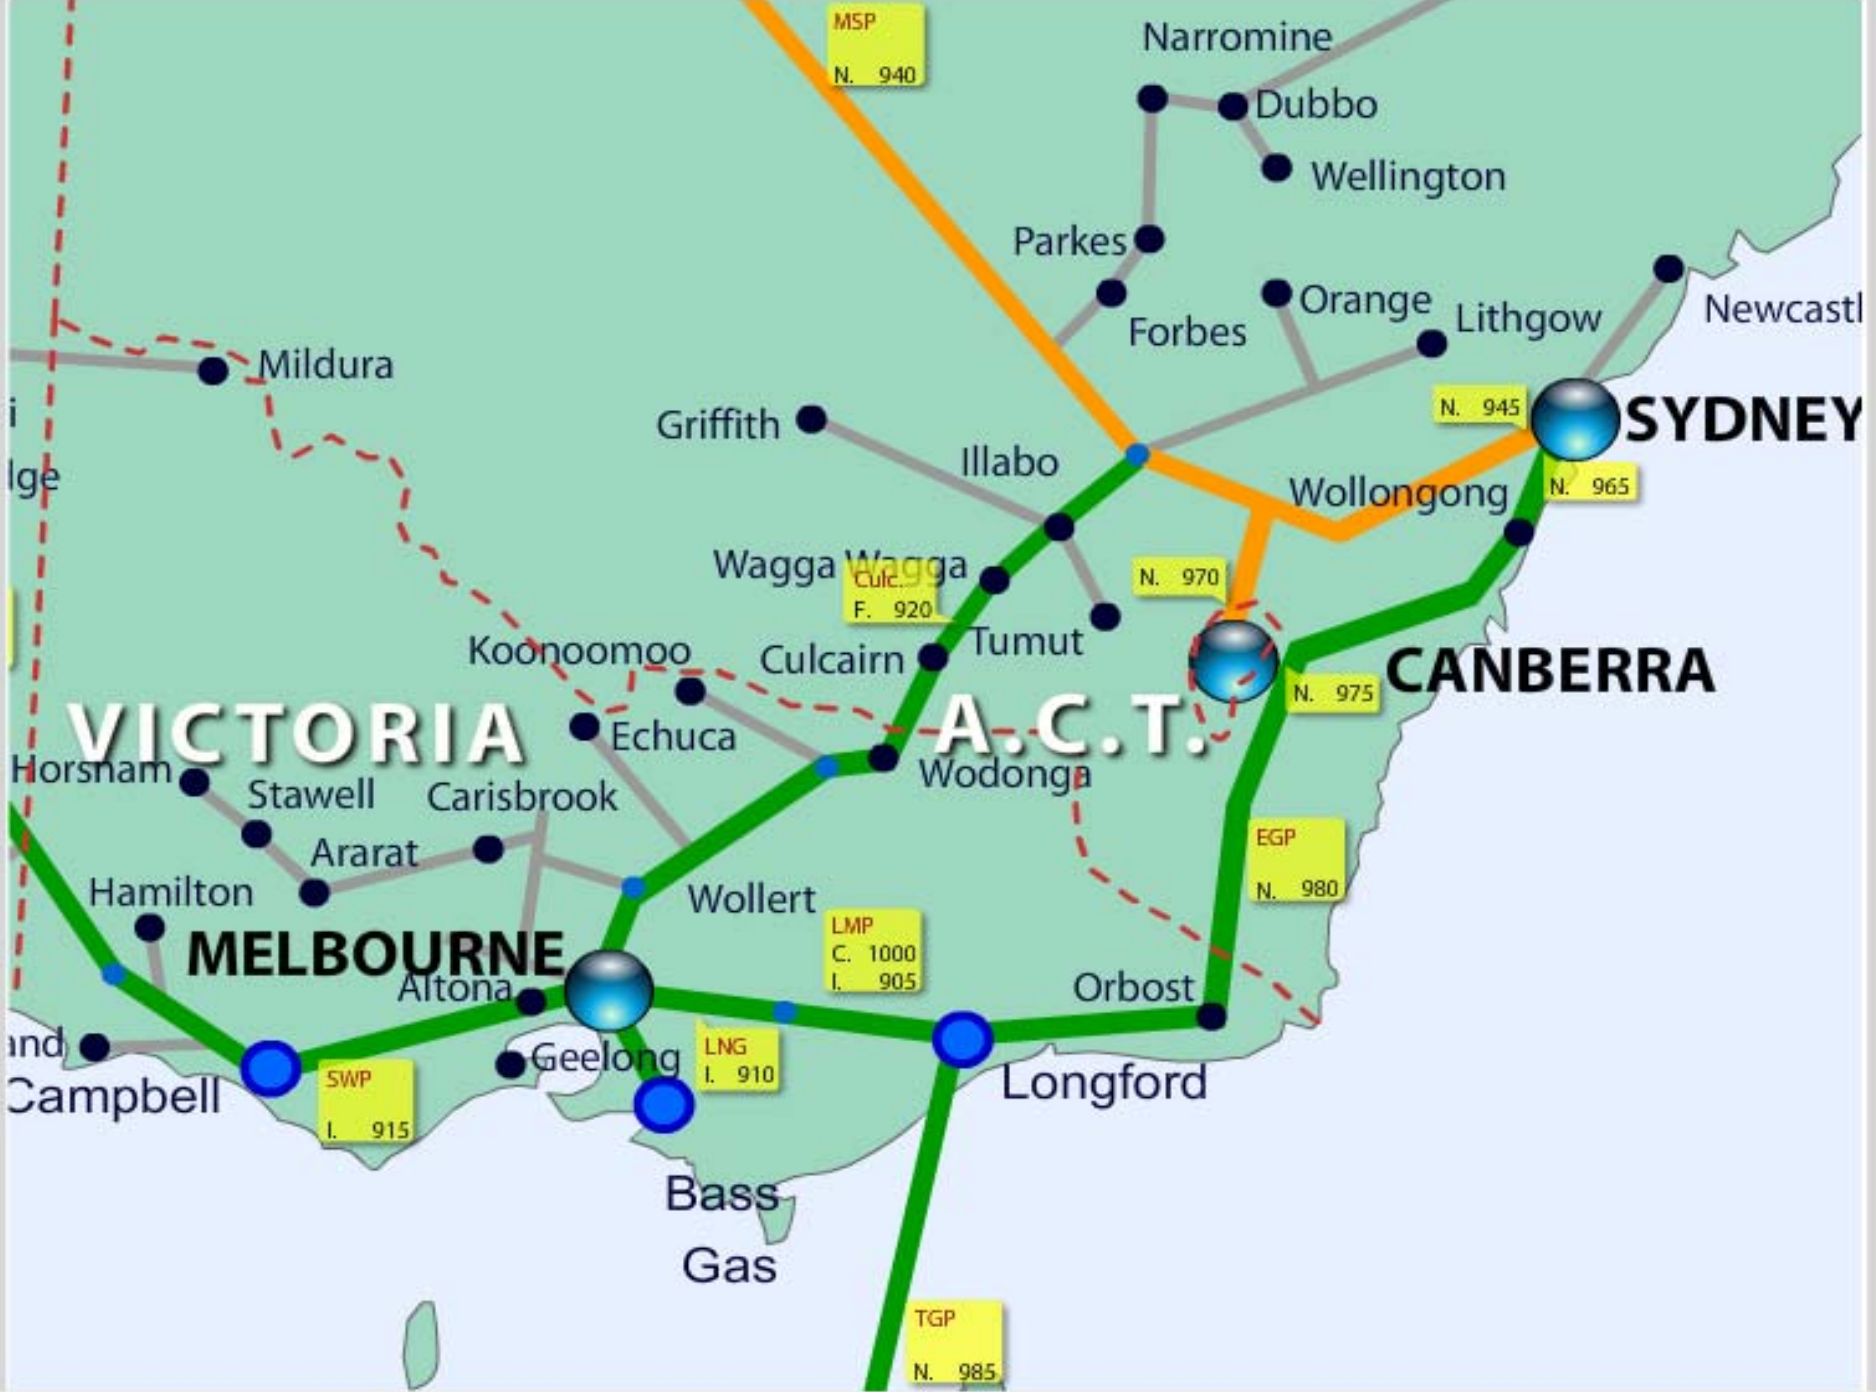 MSP
N. 940
Narromine
Dubbo
Wellington
Parkes
Forbes
Orange
Lithgow
Newcastl
Mildura
i
lge
Griffith
Illabo
N. 945
SYDNEY
Wollongong
N. 965
Wagga Wagga
Culc.
F. 920
N. 970
Tumut
Koonoomoo
Culcairn
CANBERRA
N. 975
VICTORIA
A.C.T.
Echuca
Wodonga
Horsham
Stawell
Carisbrook
Ararat
EGP
N. 980
Hamilton
Wollert
LMP
C. 1000
I. 905
MELBOURNE
Altona
Orbost
and
Geelong
LNG
I. 910
Campbell
SWP
I. 915
Longford
Bass
Gas
TGP
N. 985